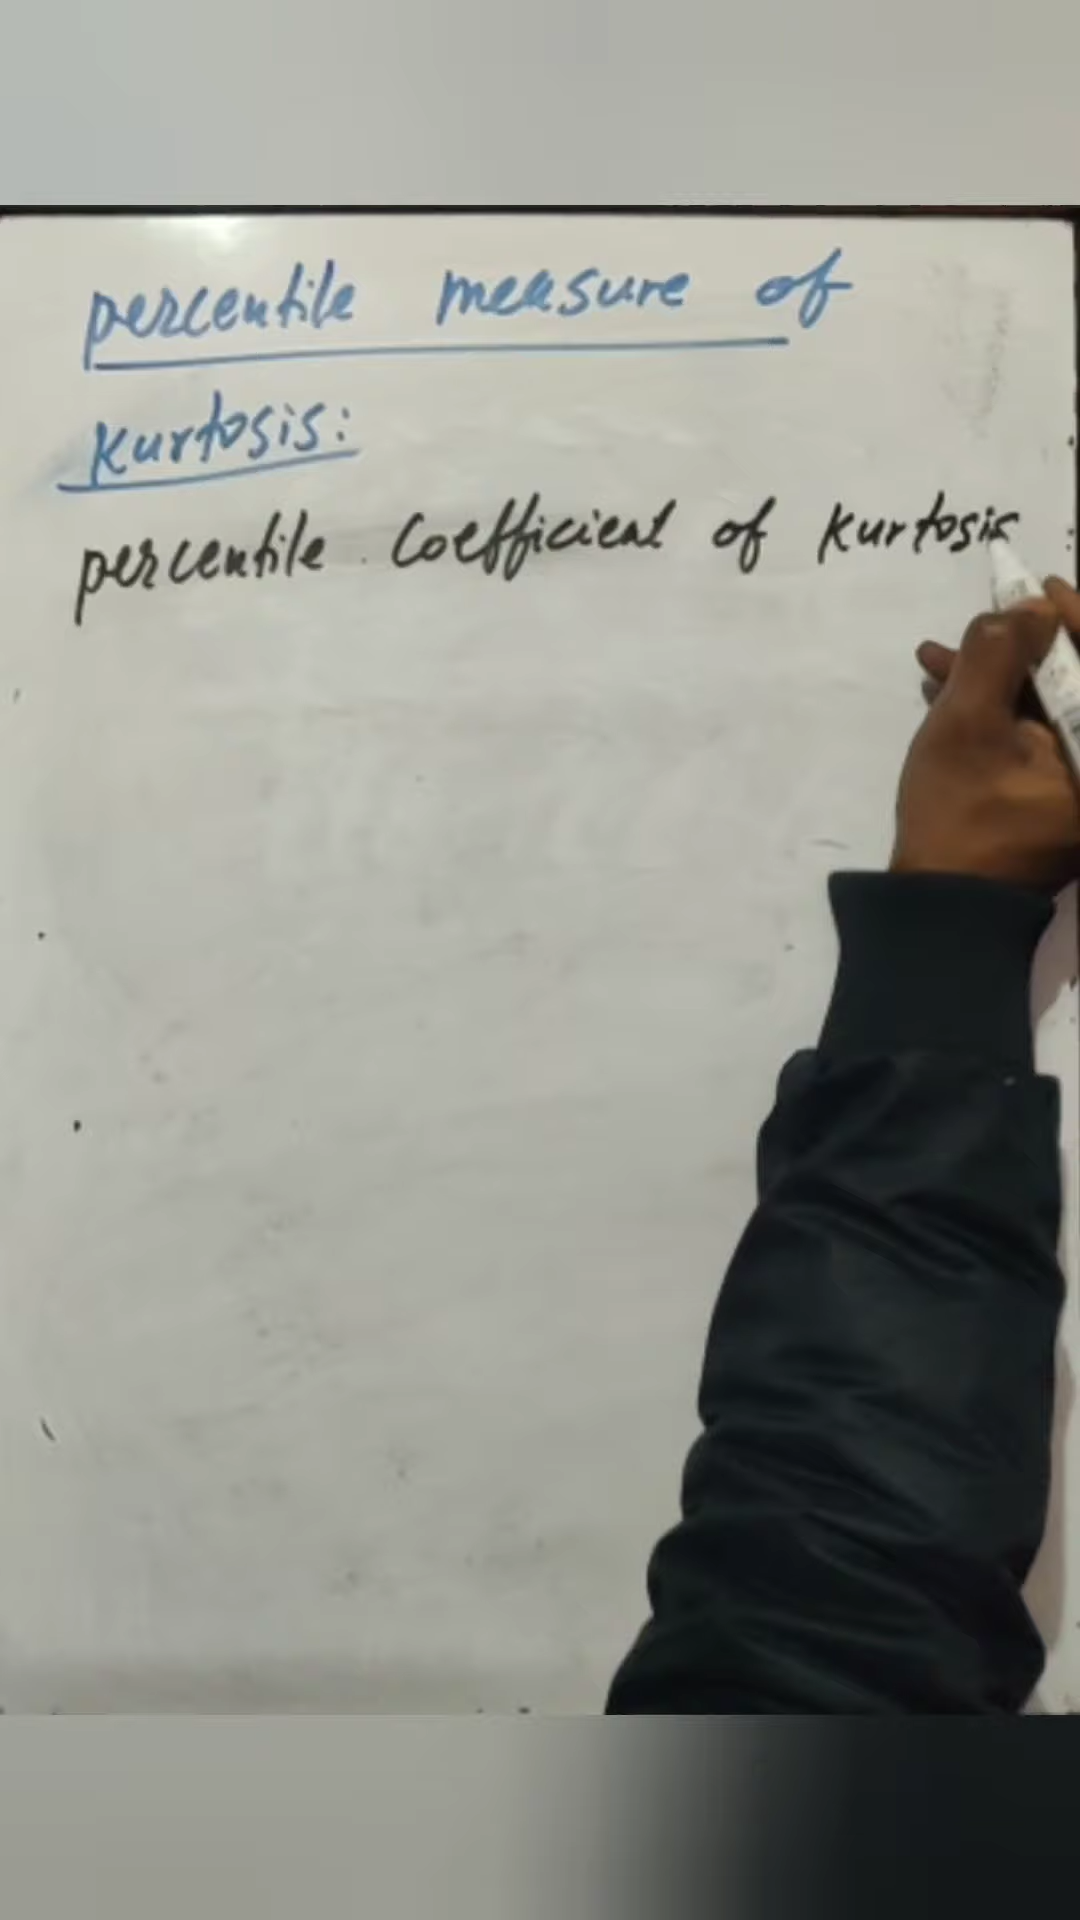 percentile measure of
kurtosis:
percentile Coefficient of kurtosis :